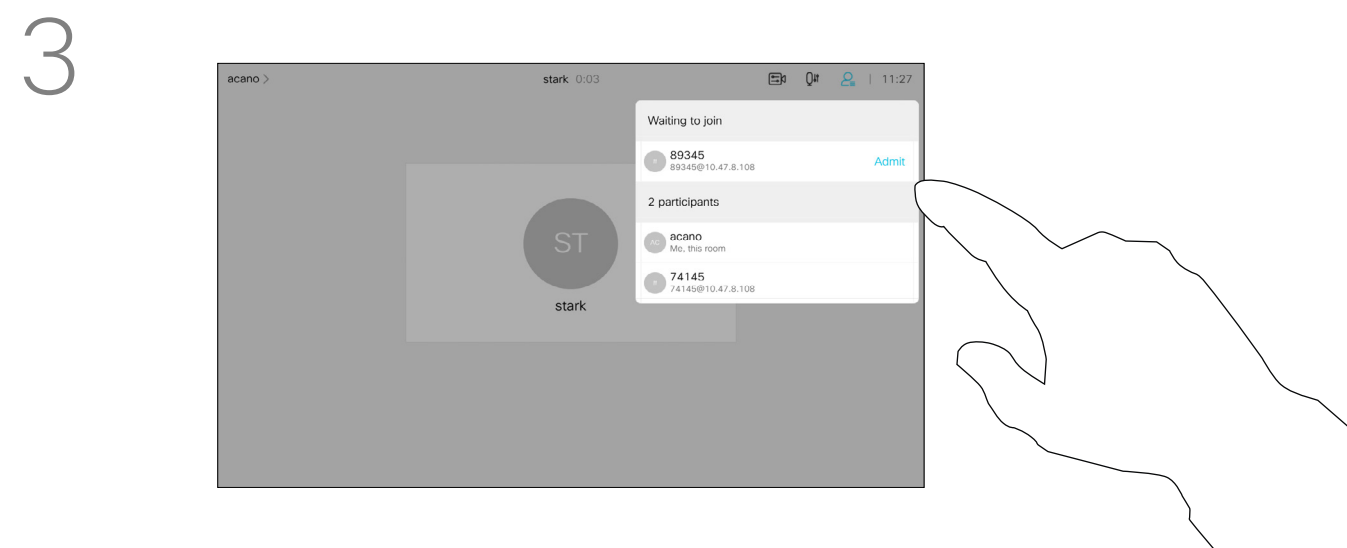 3
acano >
stark 0:03
| 11:27
Waiting to join
89345
89345@10.47.8.108
Admit
2 participants
AC
acano
Me, this room
74145
74145@10.47.8.108
ST
stark